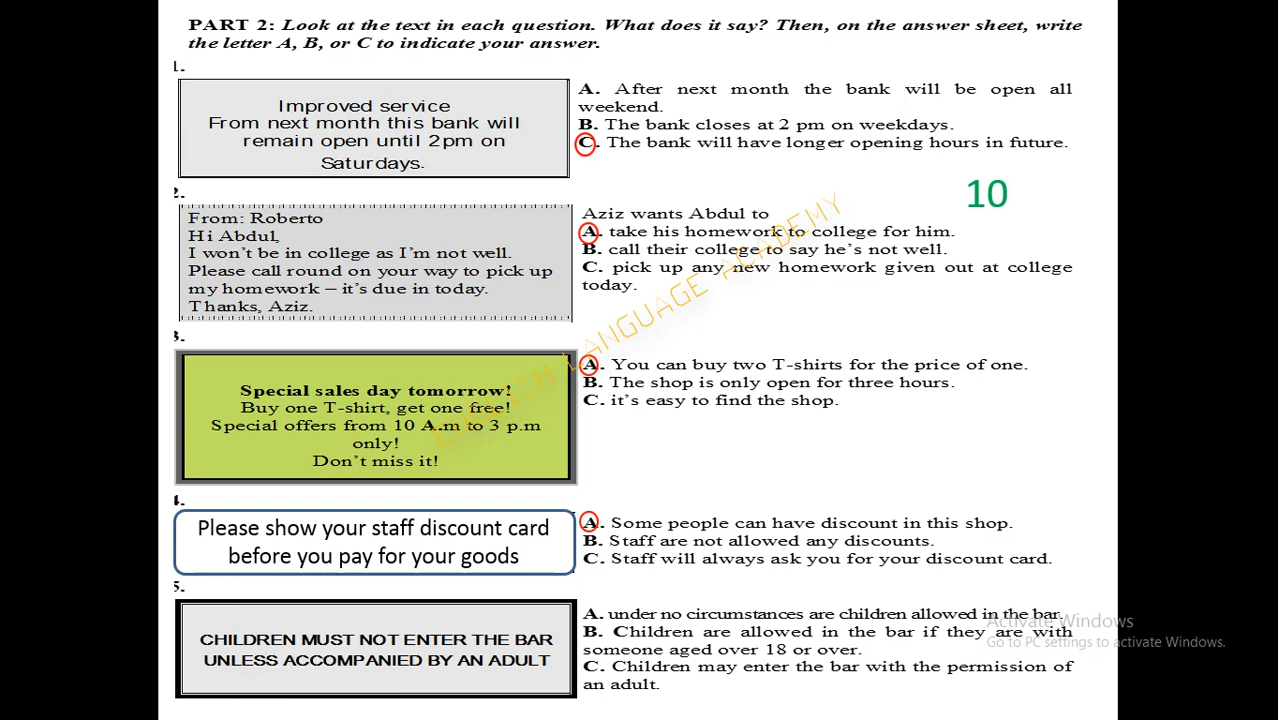 PART 2: Look at the text in each question. What does it say? Then, on the answer sheet, write
the letter A, B, or C to indicate your answer.
1.
Improved service
From next month this bank will
remain open until 2pm on
Saturdays.
A. After next month the bank will be open all
weekend.
B. The bank closes at 2 pm on weekdays.
C. The bank will have longer opening hours in future.
10
2.
From: Roberto
Hi Abdul,
I won't be in college as I'm not well.
Please call round on your way to pick up
my homework – it's due in today.
Thanks, Aziz.
Aziz wants Abdul to
A. take his homework to college for him.
B. call their college to say he's not well.
C. pick up any new homework given out at college
today.
3.
Special sales day tomorrow!
Buy one T-shirt, get one free!
Special offers from 10 A.m to 3 p.m
only!
Don't miss it!
A. You can buy two T-shirts for the price of one.
B. The shop is only open for three hours.
C. it's easy to find the shop.
4.
Please show your staff discount card
before you pay for your goods
A. Some people can have discount in this shop.
B. Staff are not allowed any discounts.
C. Staff will always ask you for your discount card.
5.
CHILDREN MUST NOT ENTER THE BAR
UNLESS ACCOMPANIED BY AN ADULT
A. under no circumstances are children allowed in the bar
B. Children are allowed in the bar if they are with
someone aged over 18 or over.
C. Children may enter the bar with the permission of
an adult.
ENGLISH LANGUAGE ACADEMY
Activate Windows
Go to PC settings to activate Windows.